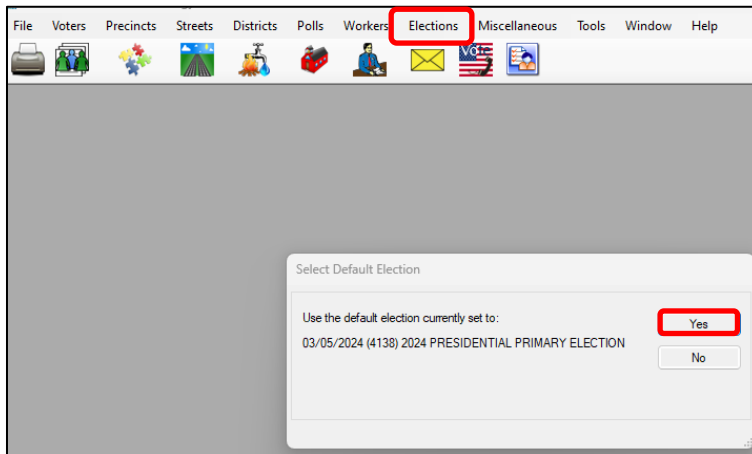 File Voters Precincts Streets Districts Polls Workers Elections Miscellaneous Tools Window Help
Vote
Select Default Election
Use the default election currently set to:
Yes
03/05/2024 (4138) 2024 PRESIDENTIAL PRIMARY ELECTION
No